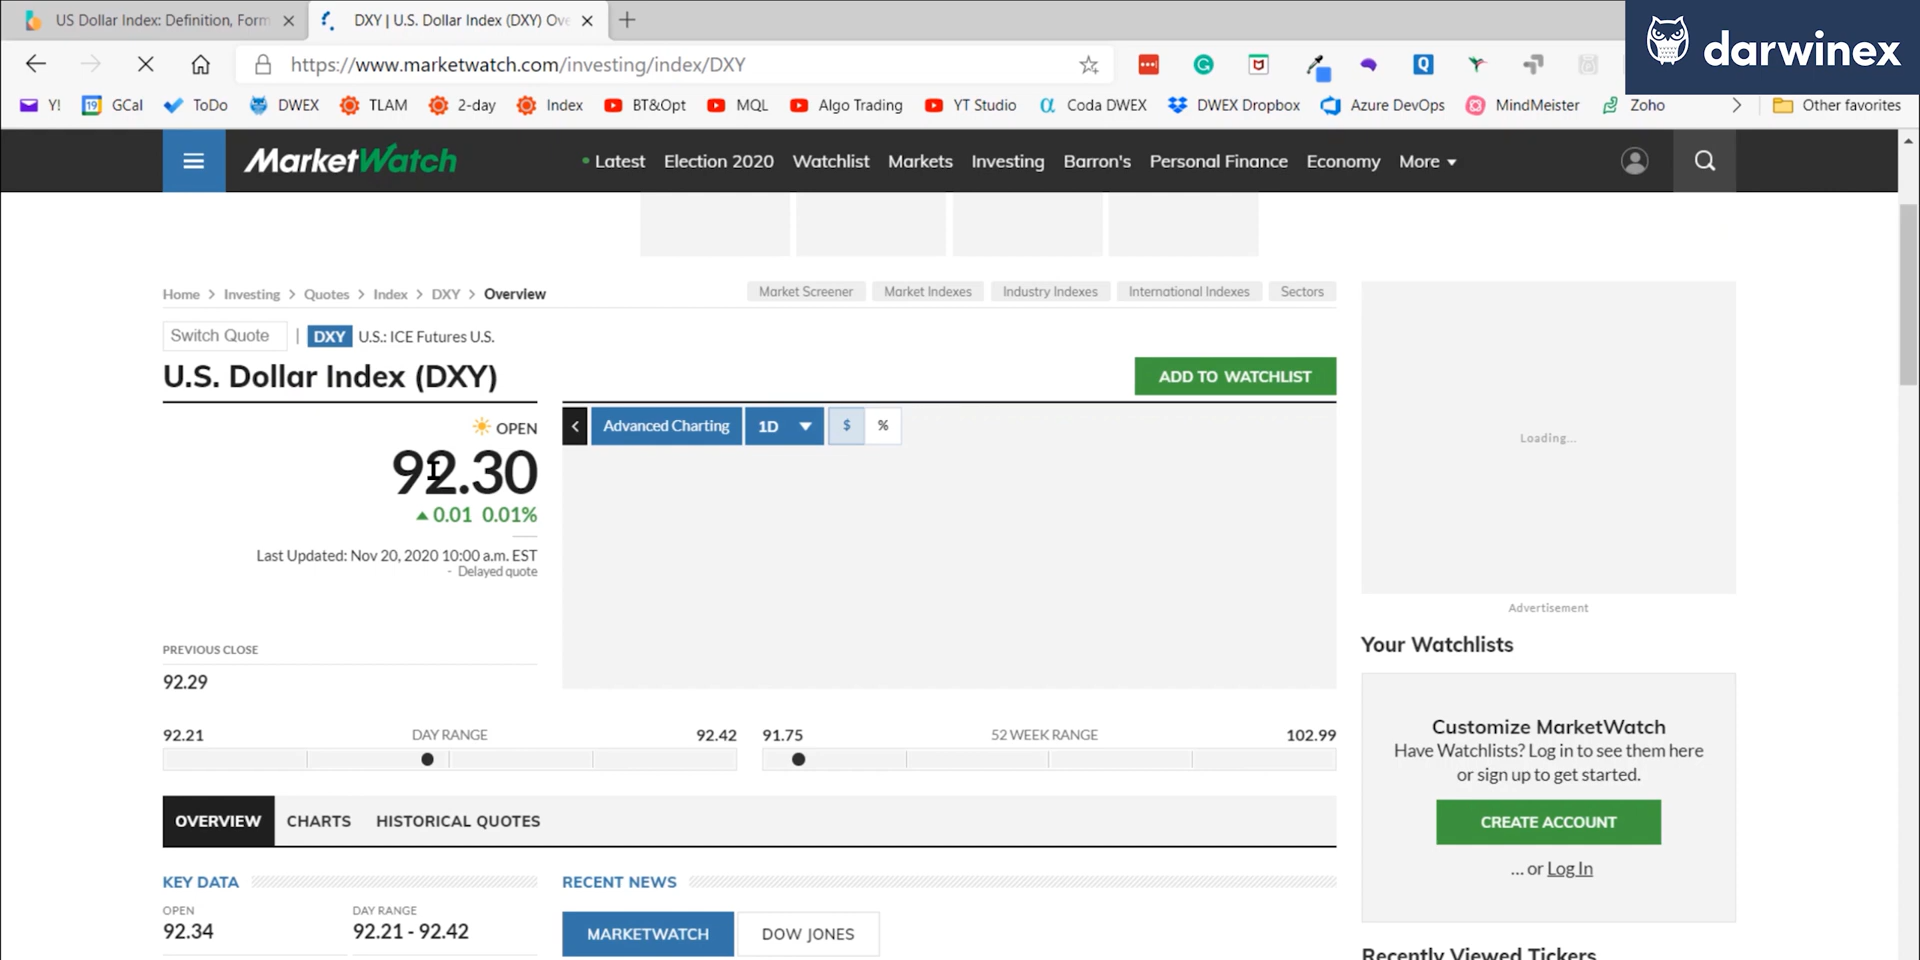 US Dollar Index: Definition, Form
DXY | U.S. Dollar Index (DXY) Ove
darwinex
https://www.marketwatch.com/investing/index/DXY
Y!
19 GCal
ToDo
DWEX
TLAM
2-day
Index
BT&Opt
MQL
Algo Trading
YT Studio
Coda DWEX
DWEX Dropbox
Azure DevOps
MindMeister
Zoho
Other favorites
MarketWatch
Latest Election 2020 Watchlist Markets Investing Barron's Personal Finance Economy More
Home > Investing > Quotes > Index > DXY > Overview
Market Screener Market Indexes Industry Indexes International Indexes Sectors
Switch Quote | DXY U.S.: ICE Futures U.S.
U.S. Dollar Index (DXY)
ADD TO WATCHLIST
OPEN
Advanced Charting 1D $ %
92.30
0.01 0.01%
Last Updated: Nov 20, 2020 10:00 a.m. EST
- Delayed quote
PREVIOUS CLOSE
92.29
92.21 DAY RANGE 92.42
91.75 52 WEEK RANGE 102.99
OVERVIEW CHARTS HISTORICAL QUOTES
KEY DATA
OPEN
92.34
DAY RANGE
92.21 - 92.42
RECENT NEWS
MARKETWATCH DOW JONES
Loading...
Advertisement
Your Watchlists
Customize MarketWatch
Have Watchlists? Log in to see them here
or sign up to get started.
CREATE ACCOUNT
... or Log In
Recently Viewed Tickers